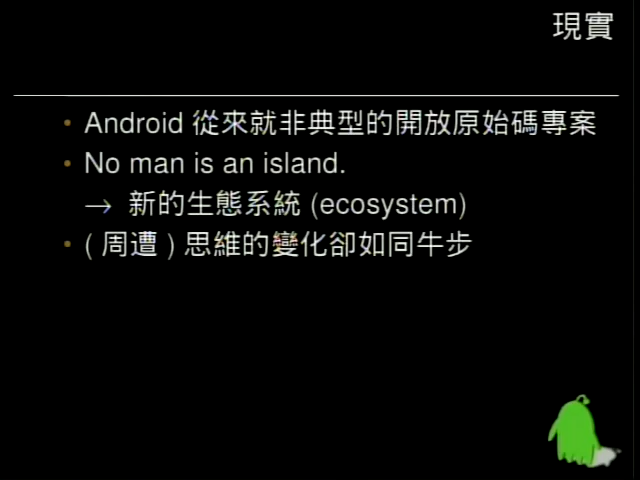 現實
• Android 從來就非典型的開放原始碼專案
• No man is an island.
→ 新的生態系統 (ecosystem)
• ( 周遭 ) 思維的變化卻如同牛步